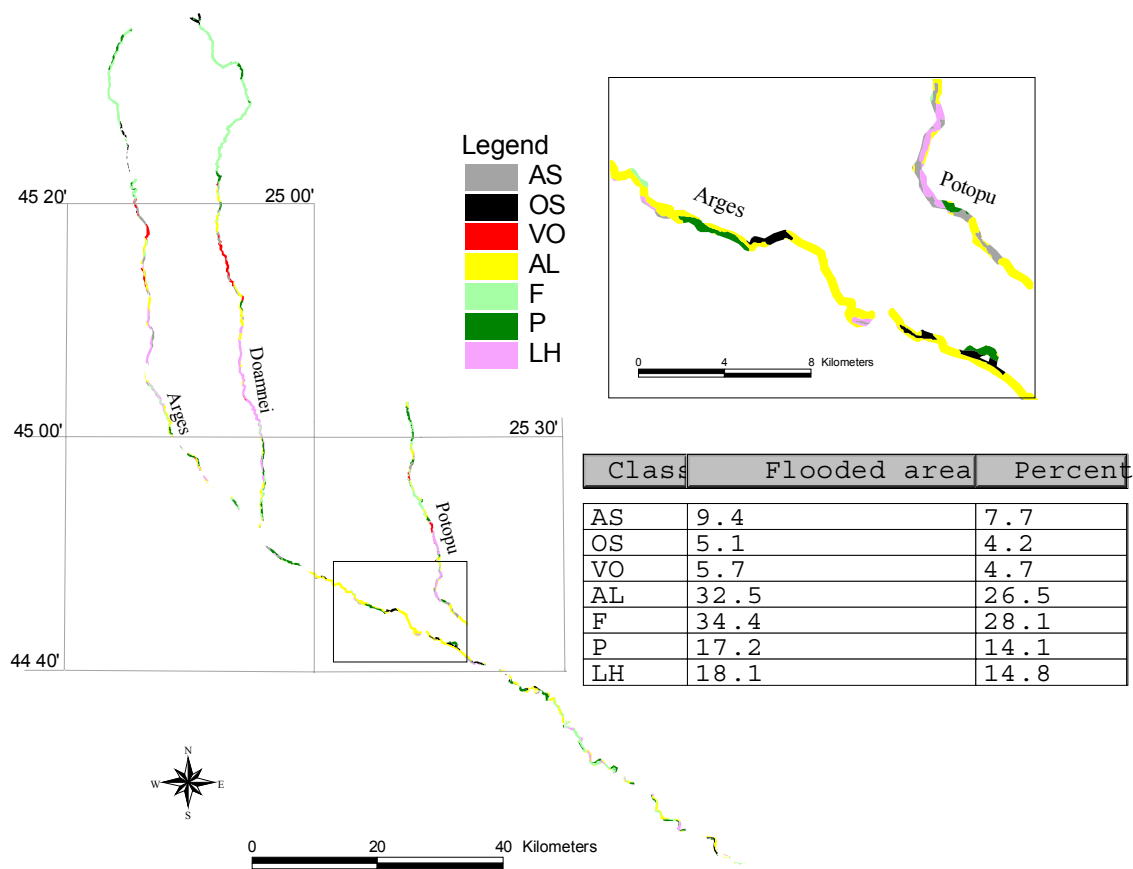 Legend
AS
OS
VO
AL
F
P
LH
45 20'
25 00'
45 00'
25 30'
44 40'
Arges
Doamnei
Potopu
Arges
Potopu
0 4 8 Kilometers
Class Flooded area Percent
AS 9.4 7.7
OS 5.1 4.2
VO 5.7 4.7
AL 32.5 26.5
F 34.4 28.1
P 17.2 14.1
LH 18.1 14.8
N
W E
S
0 20 40 Kilometers